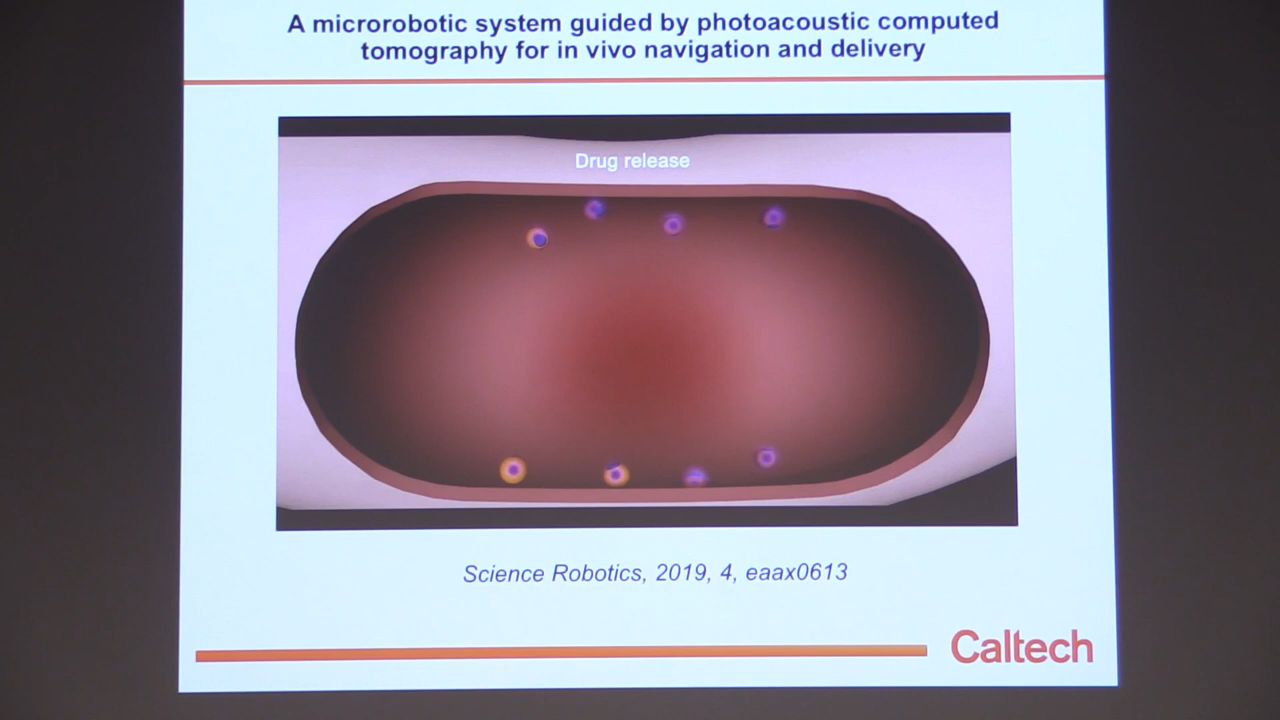 A microrobotic system guided by photoacoustic computed
tomography for in vivo navigation and delivery
Drug release
Science Robotics, 2019, 4, eaax0613
Caltech